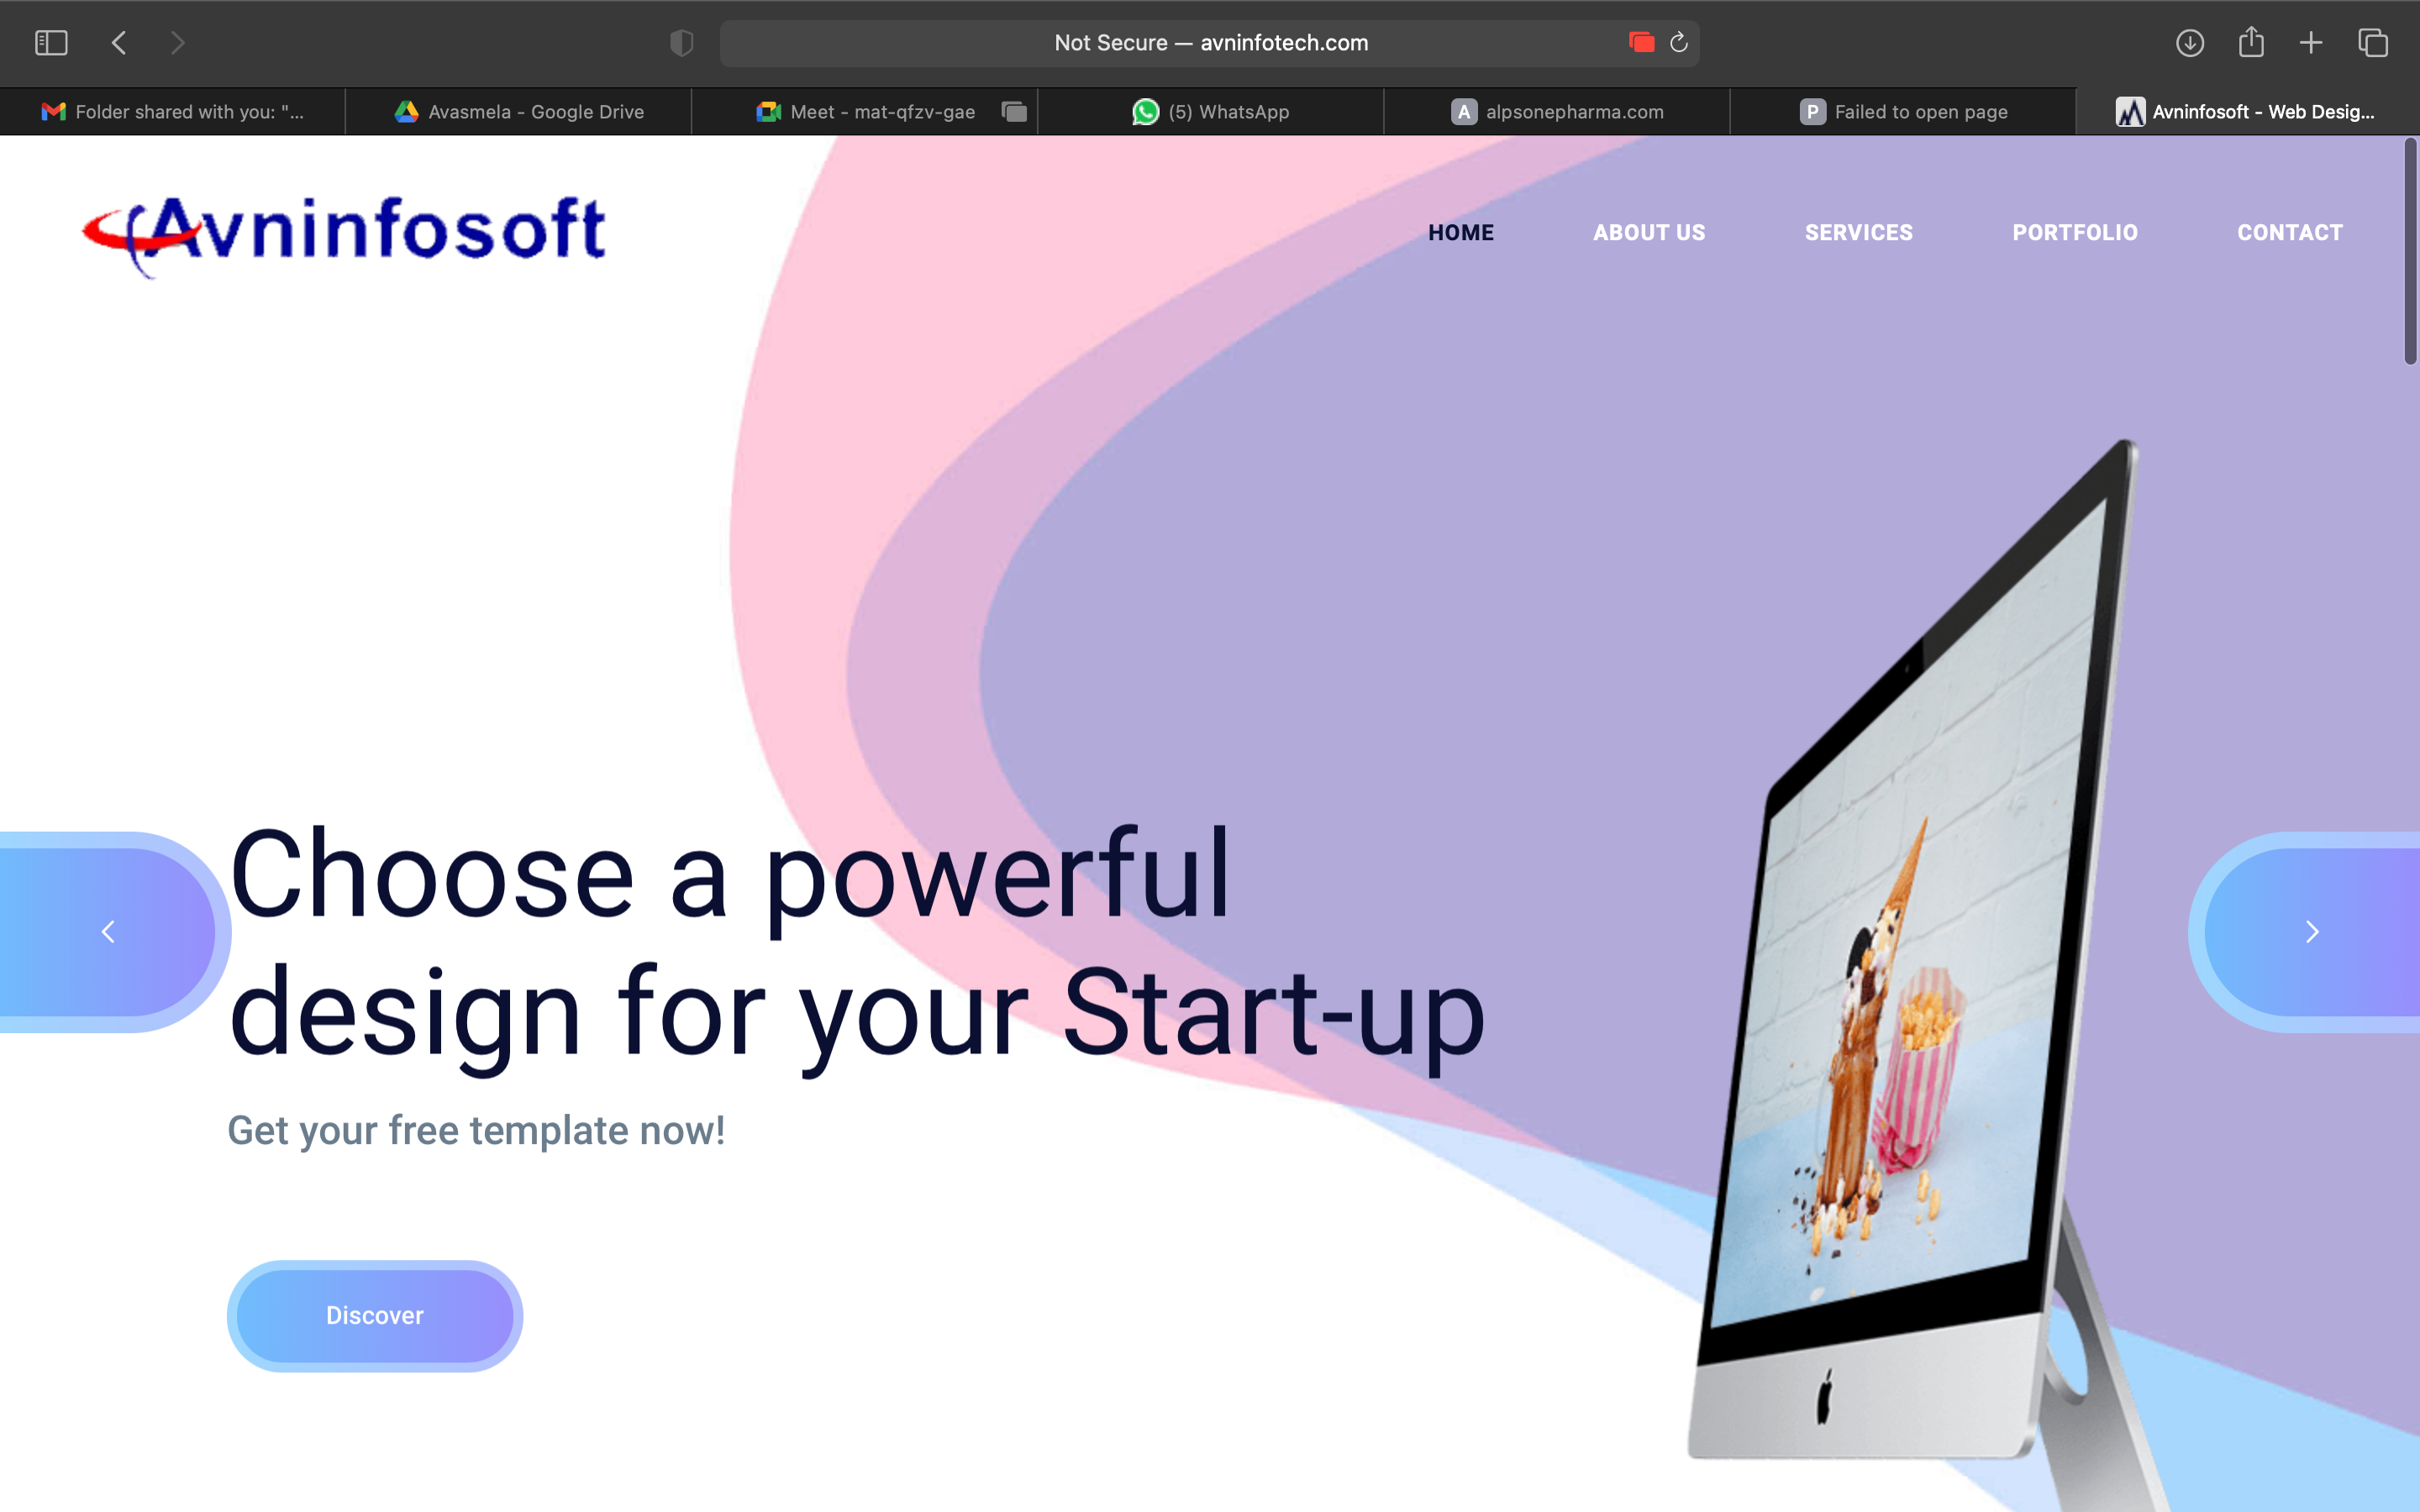 Not Secure — avninfotech.com
Folder shared with you: "...
Avasmela - Google Drive
Meet - mat-qfzv-gae
(5) WhatsApp
A alpsonepharma.com
P Failed to open page
Avninfosoft - Web Desig...
Avninfosoft
HOME ABOUT US SERVICES PORTFOLIO CONTACT
Choose a powerful
design for your Start-up
Get your free template now!
Discover